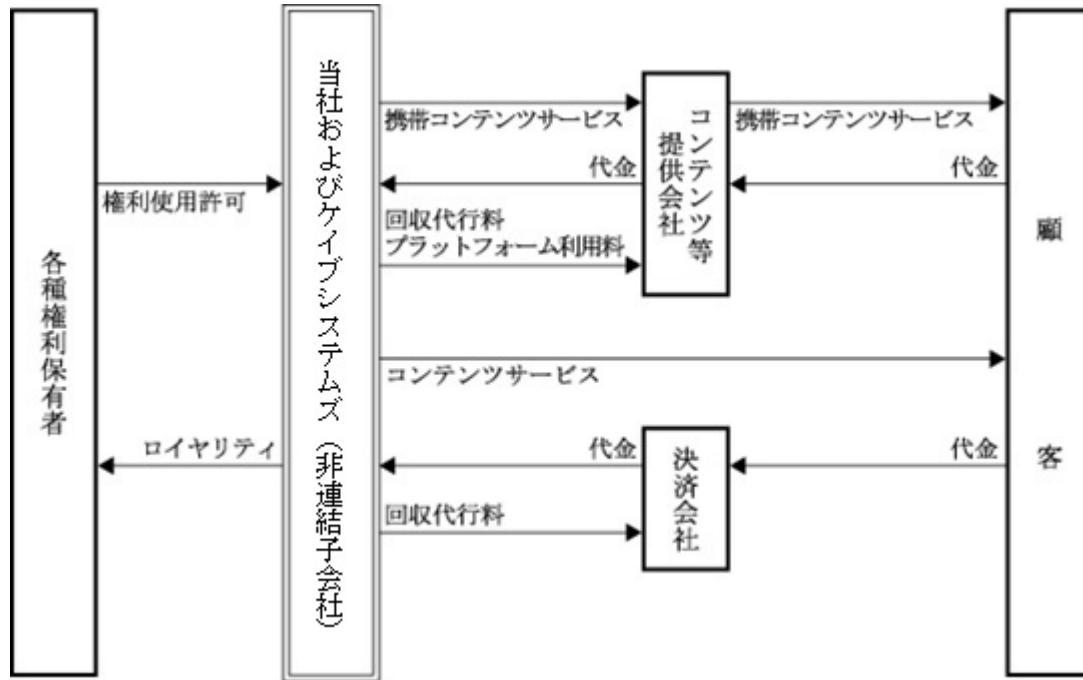 各種権利保有者
権利使用許可
ロイヤリティ
当社およびケイブシステムズ（非連結子会社）
携帯コンテンツサービス
代金
回収代行料
プラットフォーム利用料
コンテンツ等
提供会社
携帯コンテンツサービス
代金
コンテンツサービス
代金
回収代行料
決済会社
代金
顧客